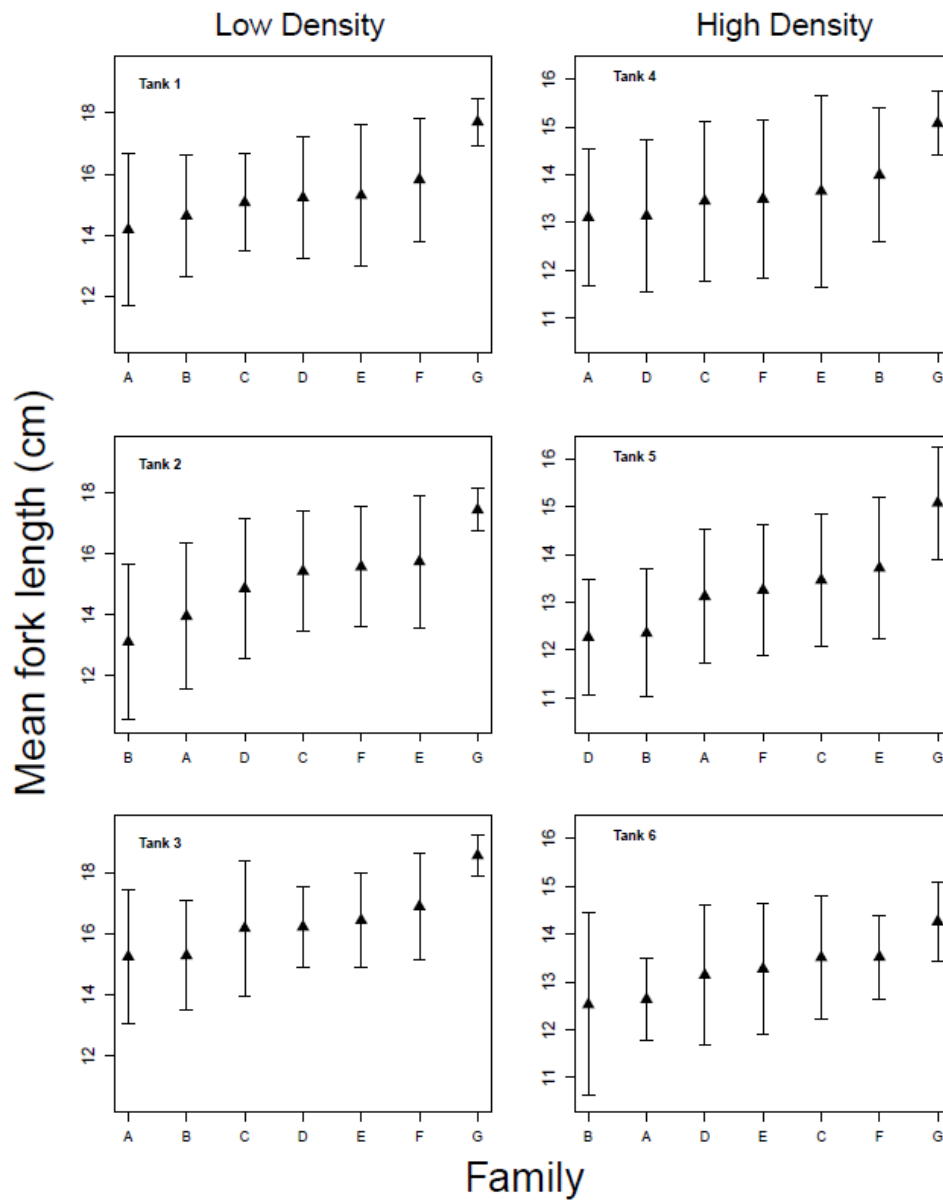 Low Density
High Density
Mean fork length (cm)
Tank 1
18
16
14
12
A B C D E F G
Tank 4
16
15
14
13
12
11
A D C F E B G
Tank 2
18
16
14
12
B A D C F E G
Tank 5
16
15
14
13
12
11
D B A F C E G
Tank 3
18
16
14
12
A B C D E F G
Tank 6
16
15
14
13
12
11
B A D E C F G
Family